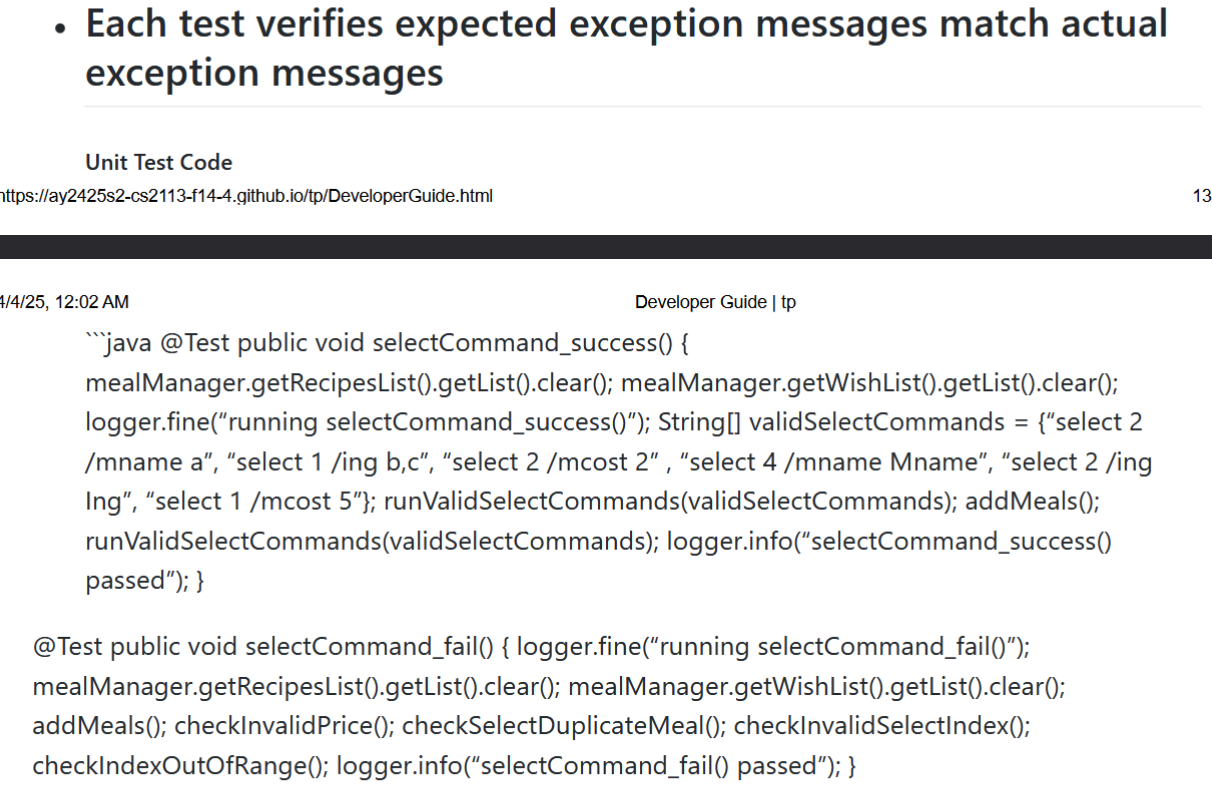 • Each test verifies expected exception messages match actual
exception messages
Unit Test Code
https://ay2425s2-cs2113-f14-4.github.io/tp/DeveloperGuide.html 13
4/4/25, 12:02 AM Developer Guide | tp
```java @Test public void selectCommand_success() {
mealManager.getRecipesList().getList().clear(); mealManager.getWishList().getList().clear();
logger.fine(“running selectCommand_success()”); String[] validSelectCommands = {“select 2
/mname a”, “select 1 /ing b,c”, “select 2 /mcost 2” , “select 4 /mname Mname”, “select 2 /ing
Ing”, “select 1 /mcost 5”}; runValidSelectCommands(validSelectCommands); addMeals();
runValidSelectCommands(validSelectCommands); logger.info(“selectCommand_success()
passed”); }
@Test public void selectCommand_fail() { logger.fine(“running selectCommand_fail()”);
mealManager.getRecipesList().getList().clear(); mealManager.getWishList().getList().clear();
addMeals(); checkInvalidPrice(); checkSelectDuplicateMeal(); checkInvalidSelectIndex();
checkIndexOutOfRange(); logger.info(“selectCommand_fail() passed”); }